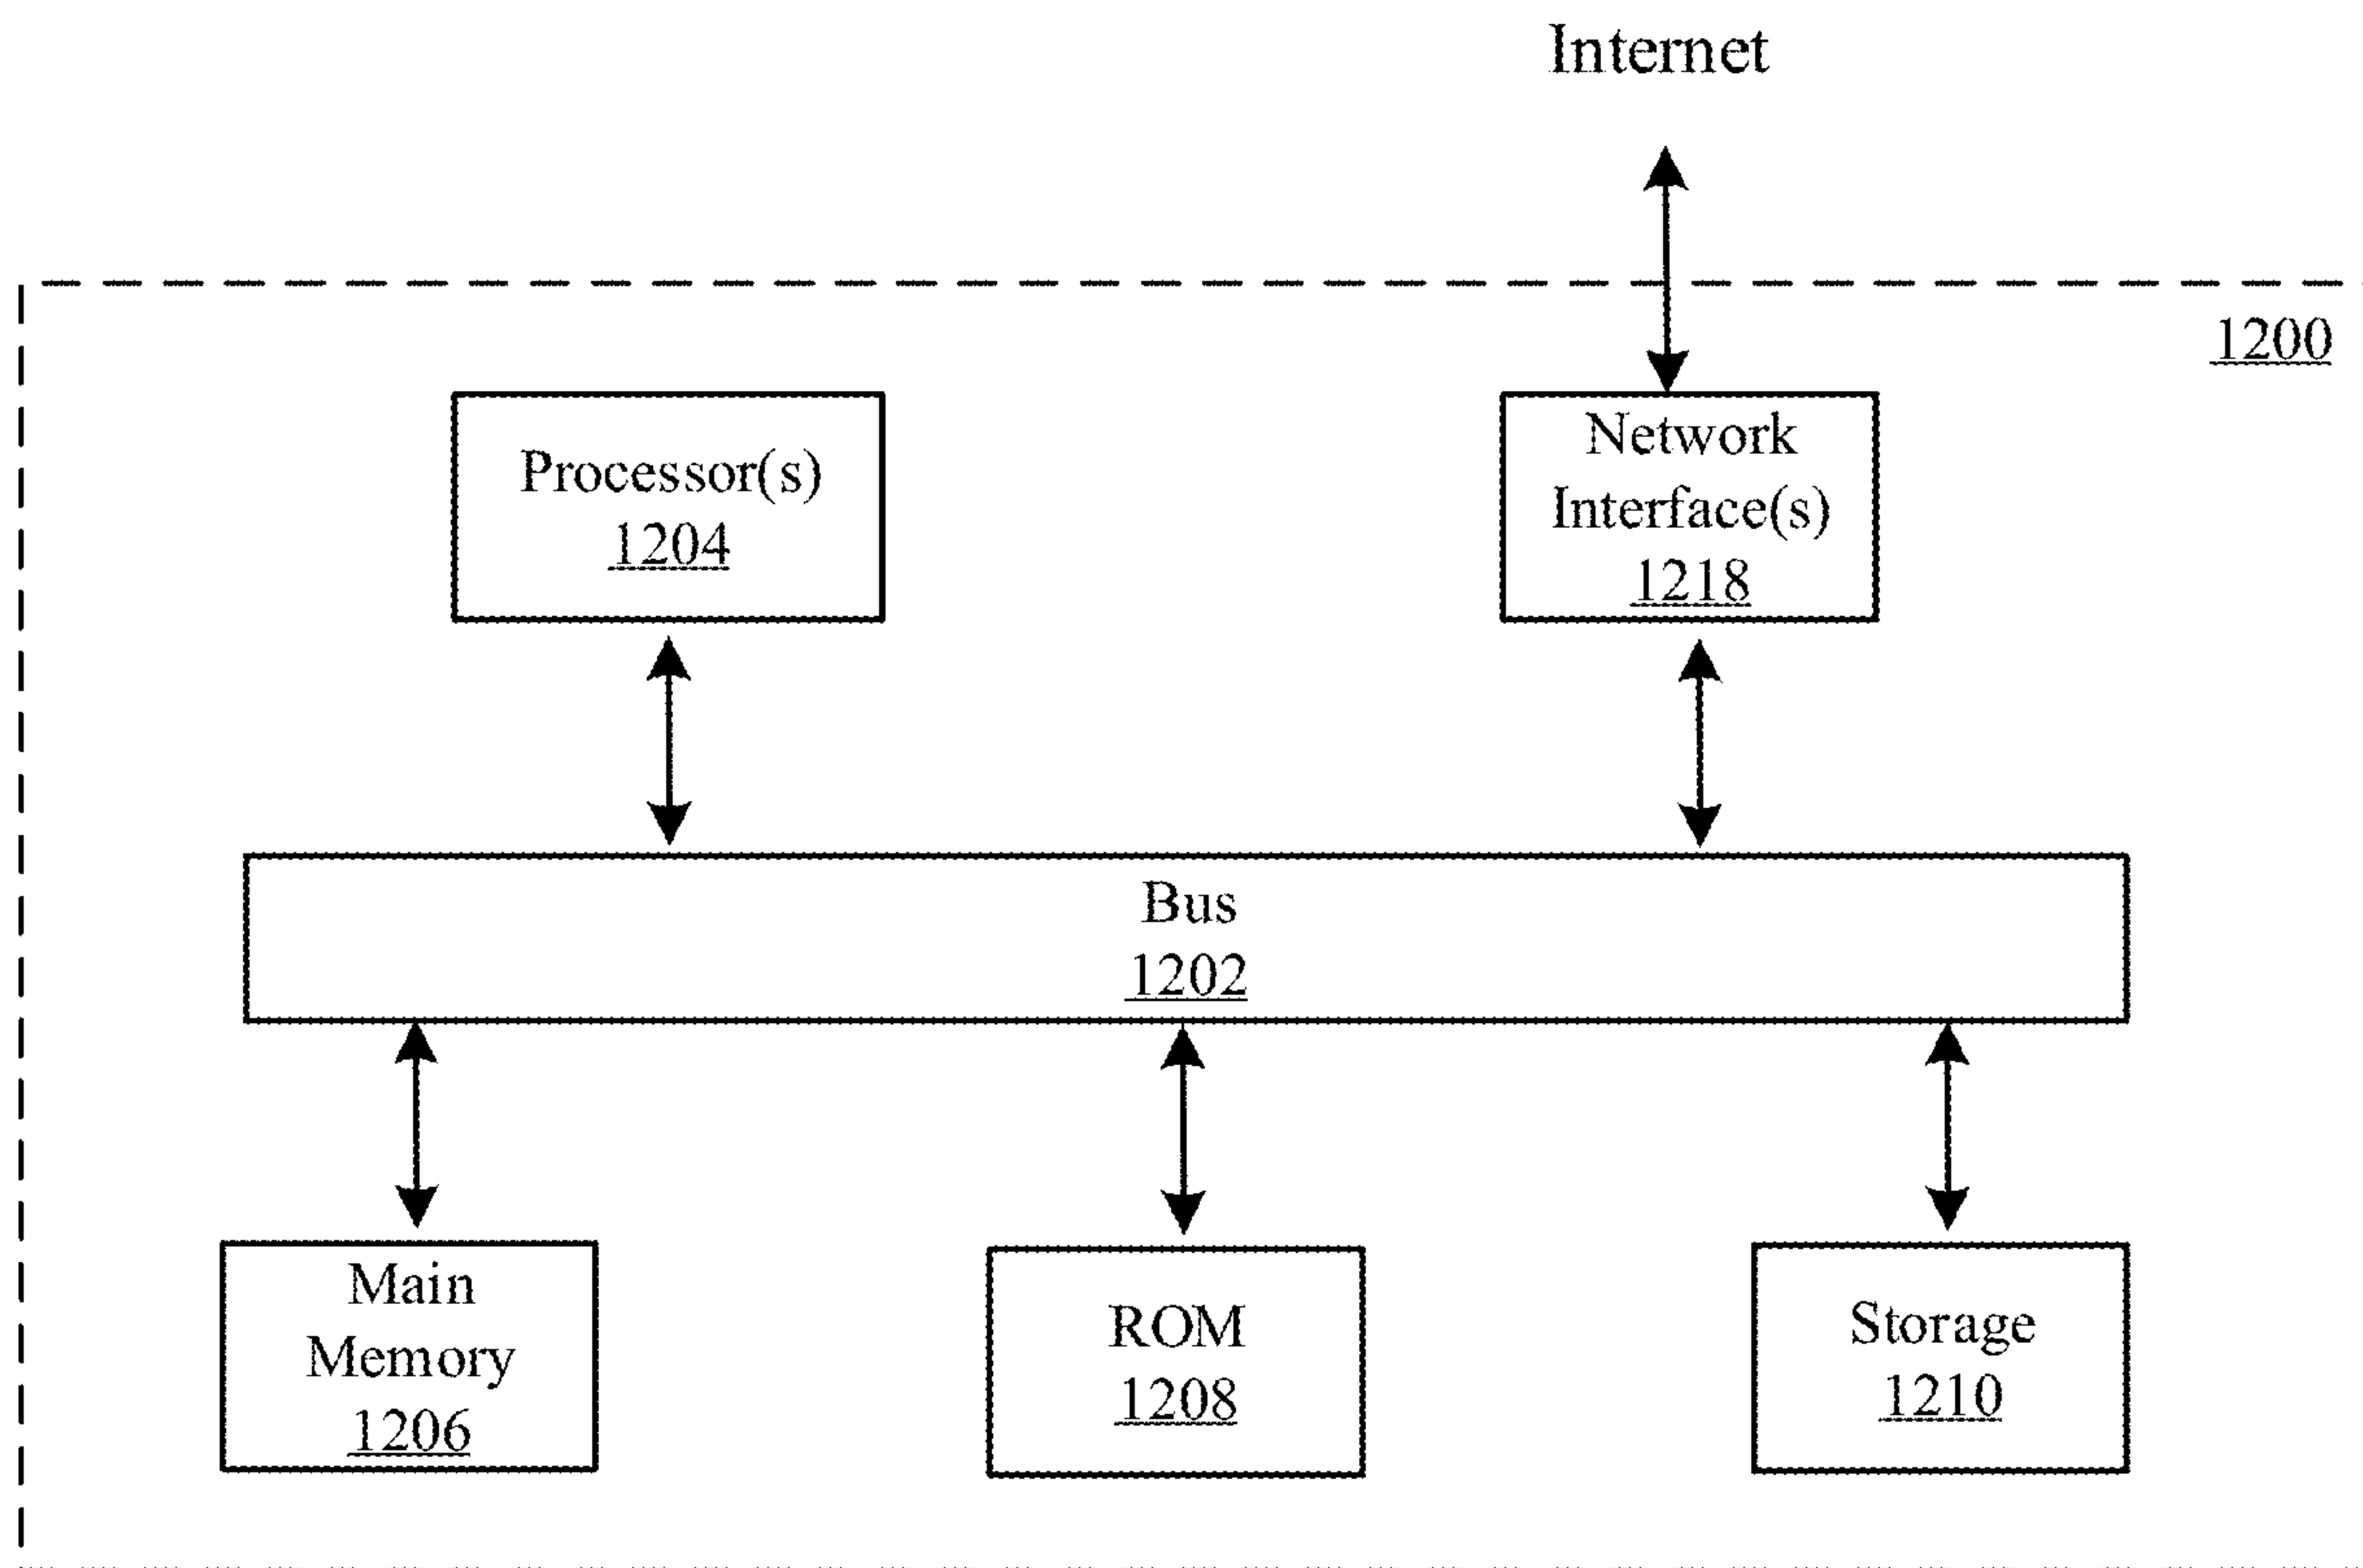 Internet
1200
Processor(s)
1204
Network
Interface(s)
1218
Bus
1202
Main
Memory
1206
ROM
1208
Storage
1210